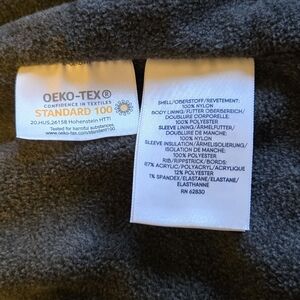 OEKO-TEX®
CONFIDENCE IN TEXTILES
STANDARD 100
20.HUS.26158 Hohenstein HTTI
Tested for harmful substances.
www.oeko-tex.com/standard100
SHELL/OBERSTOFF/REVETEMENT:
100% NYLON
BODY LINING/FUTTER OBERBEREICH/
DOUBLURE CORPORELLE:
100% POLYESTER
SLEEVE LINING/ÄRMELFUTTER/
DOUBLURE DE MANCHE:
100% NYLON
SLEEVE INSULATION/ÄRMELISOLIERUNG/
ISOLATION DE MANCHE:
100% POLYESTER
RIB/RIPPSTRICK/BORDS:
87% ACRYLIC/POLYACRYL/ACRYLIQUE
12% POLYESTER
1% SPANDEX/ELASTANE/ELASTAN/
ELASTHANNE
RN 62830